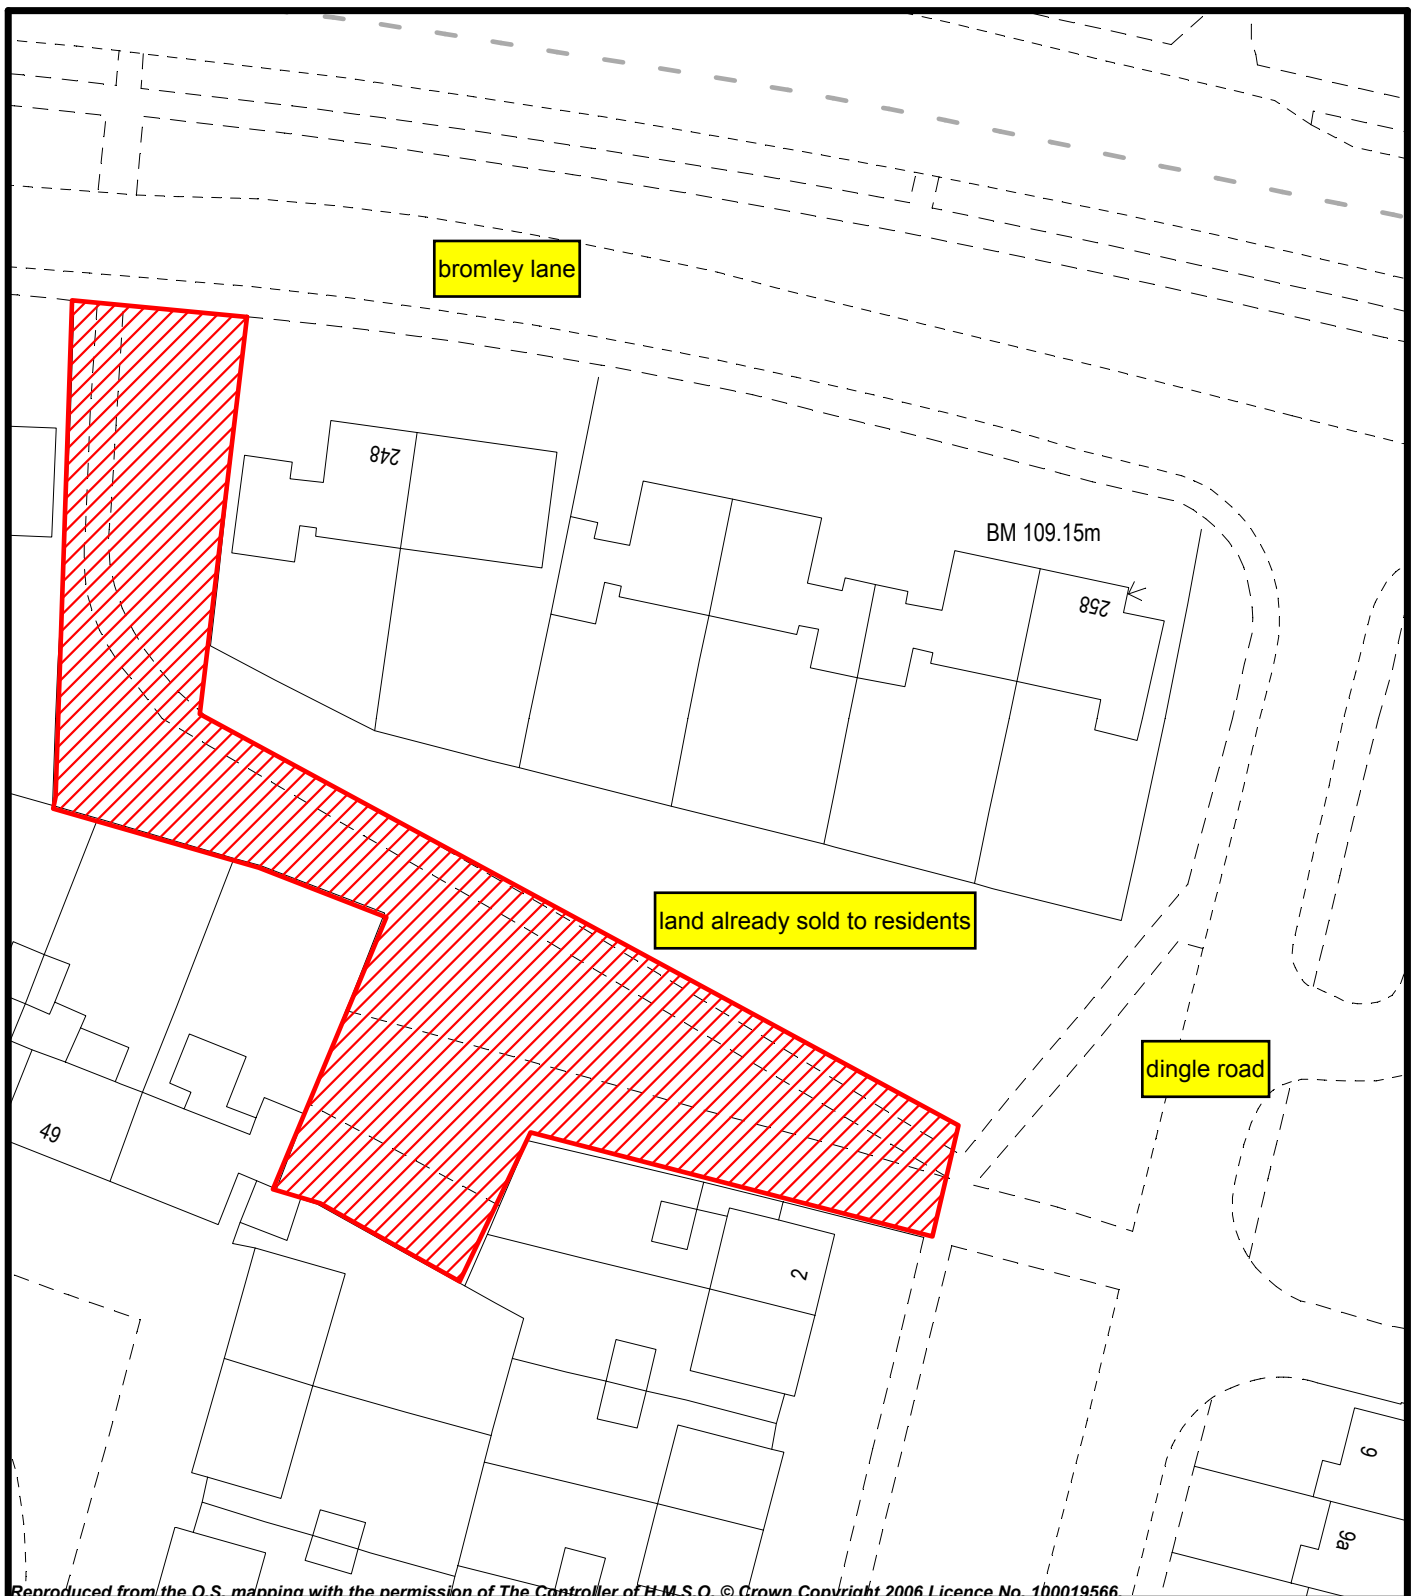 bromley lane
248
BM 109.15m
258
land already sold to residents
dingle road
49
2
9
9a
Reproduced from the O.S. mapping with the permission of The Controller of H.M.S.O. © Crown Copyright 2006 Licence No. 100019566.